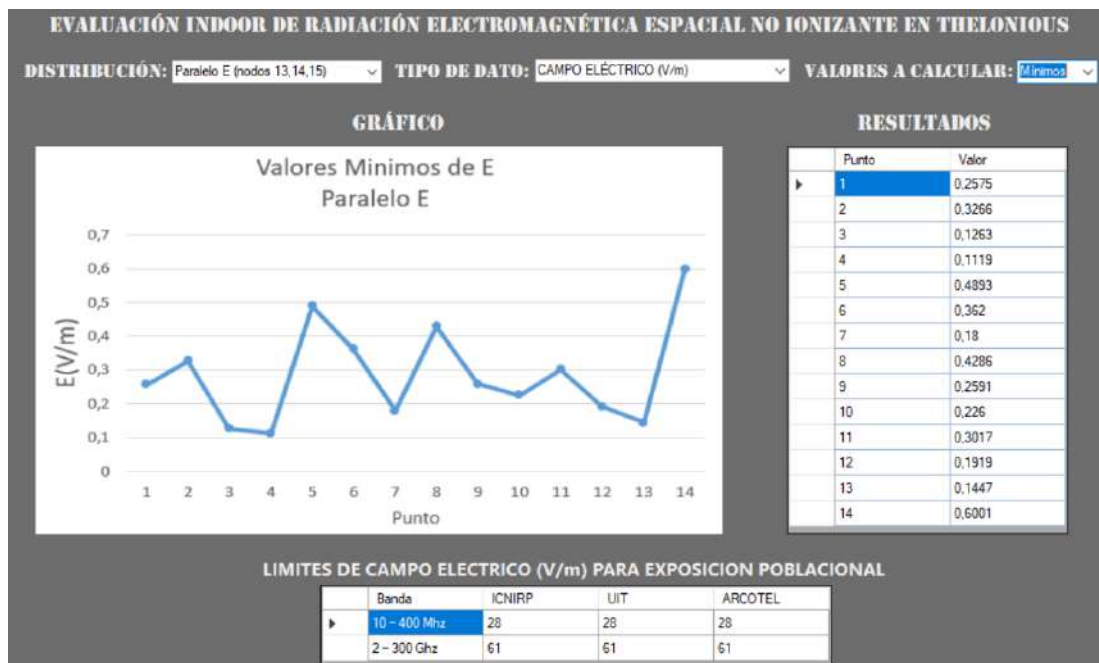 EVALUACIÓN INDOOR DE RADIACIÓN ELECTROMAGNÉTICA ESPACIAL NO IONIZANTE EN THELONIOUS
DISTRIBUCIÓN: Paralelo E (nodos 13,14,15) TIPO DE DATO: CAMPO ELÉCTRICO (V/m) VALORES A CALCULAR: Mínimos
GRÁFICO
Valores Minimos de E
Paralelo E
0,7
0,6
0,5
0,4
0,3
0,2
0,1
0
E(V/m)
1 2 3 4 5 6 7 8 9 10 11 12 13 14
Punto
RESULTADOS
Punto Valor
1 0,2575
2 0,3266
3 0,1263
4 0,1119
5 0,4893
6 0,362
7 0,18
8 0,4286
9 0,2591
10 0,226
11 0,3017
12 0,1919
13 0,1447
14 0,6001
LIMITES DE CAMPO ELECTRICO (V/m) PARA EXPOSICION POBLACIONAL
Banda ICNIRP UIT ARCOTEL
10 – 400 Mhz 28 28 28
2 – 300 Ghz 61 61 61